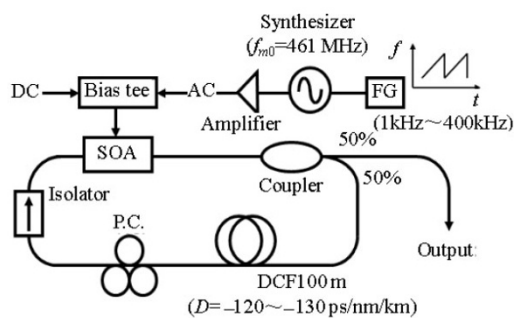 Synthesizer
(fm0=461 MHz)
f
DC
Bias tee
AC
FG
t
Amplifier
(1kHz～400kHz)
SOA
50%
Coupler
50%
Isolator
P.C.
Output:
DCF100 m
(D=–120～–130 ps/nm/km)